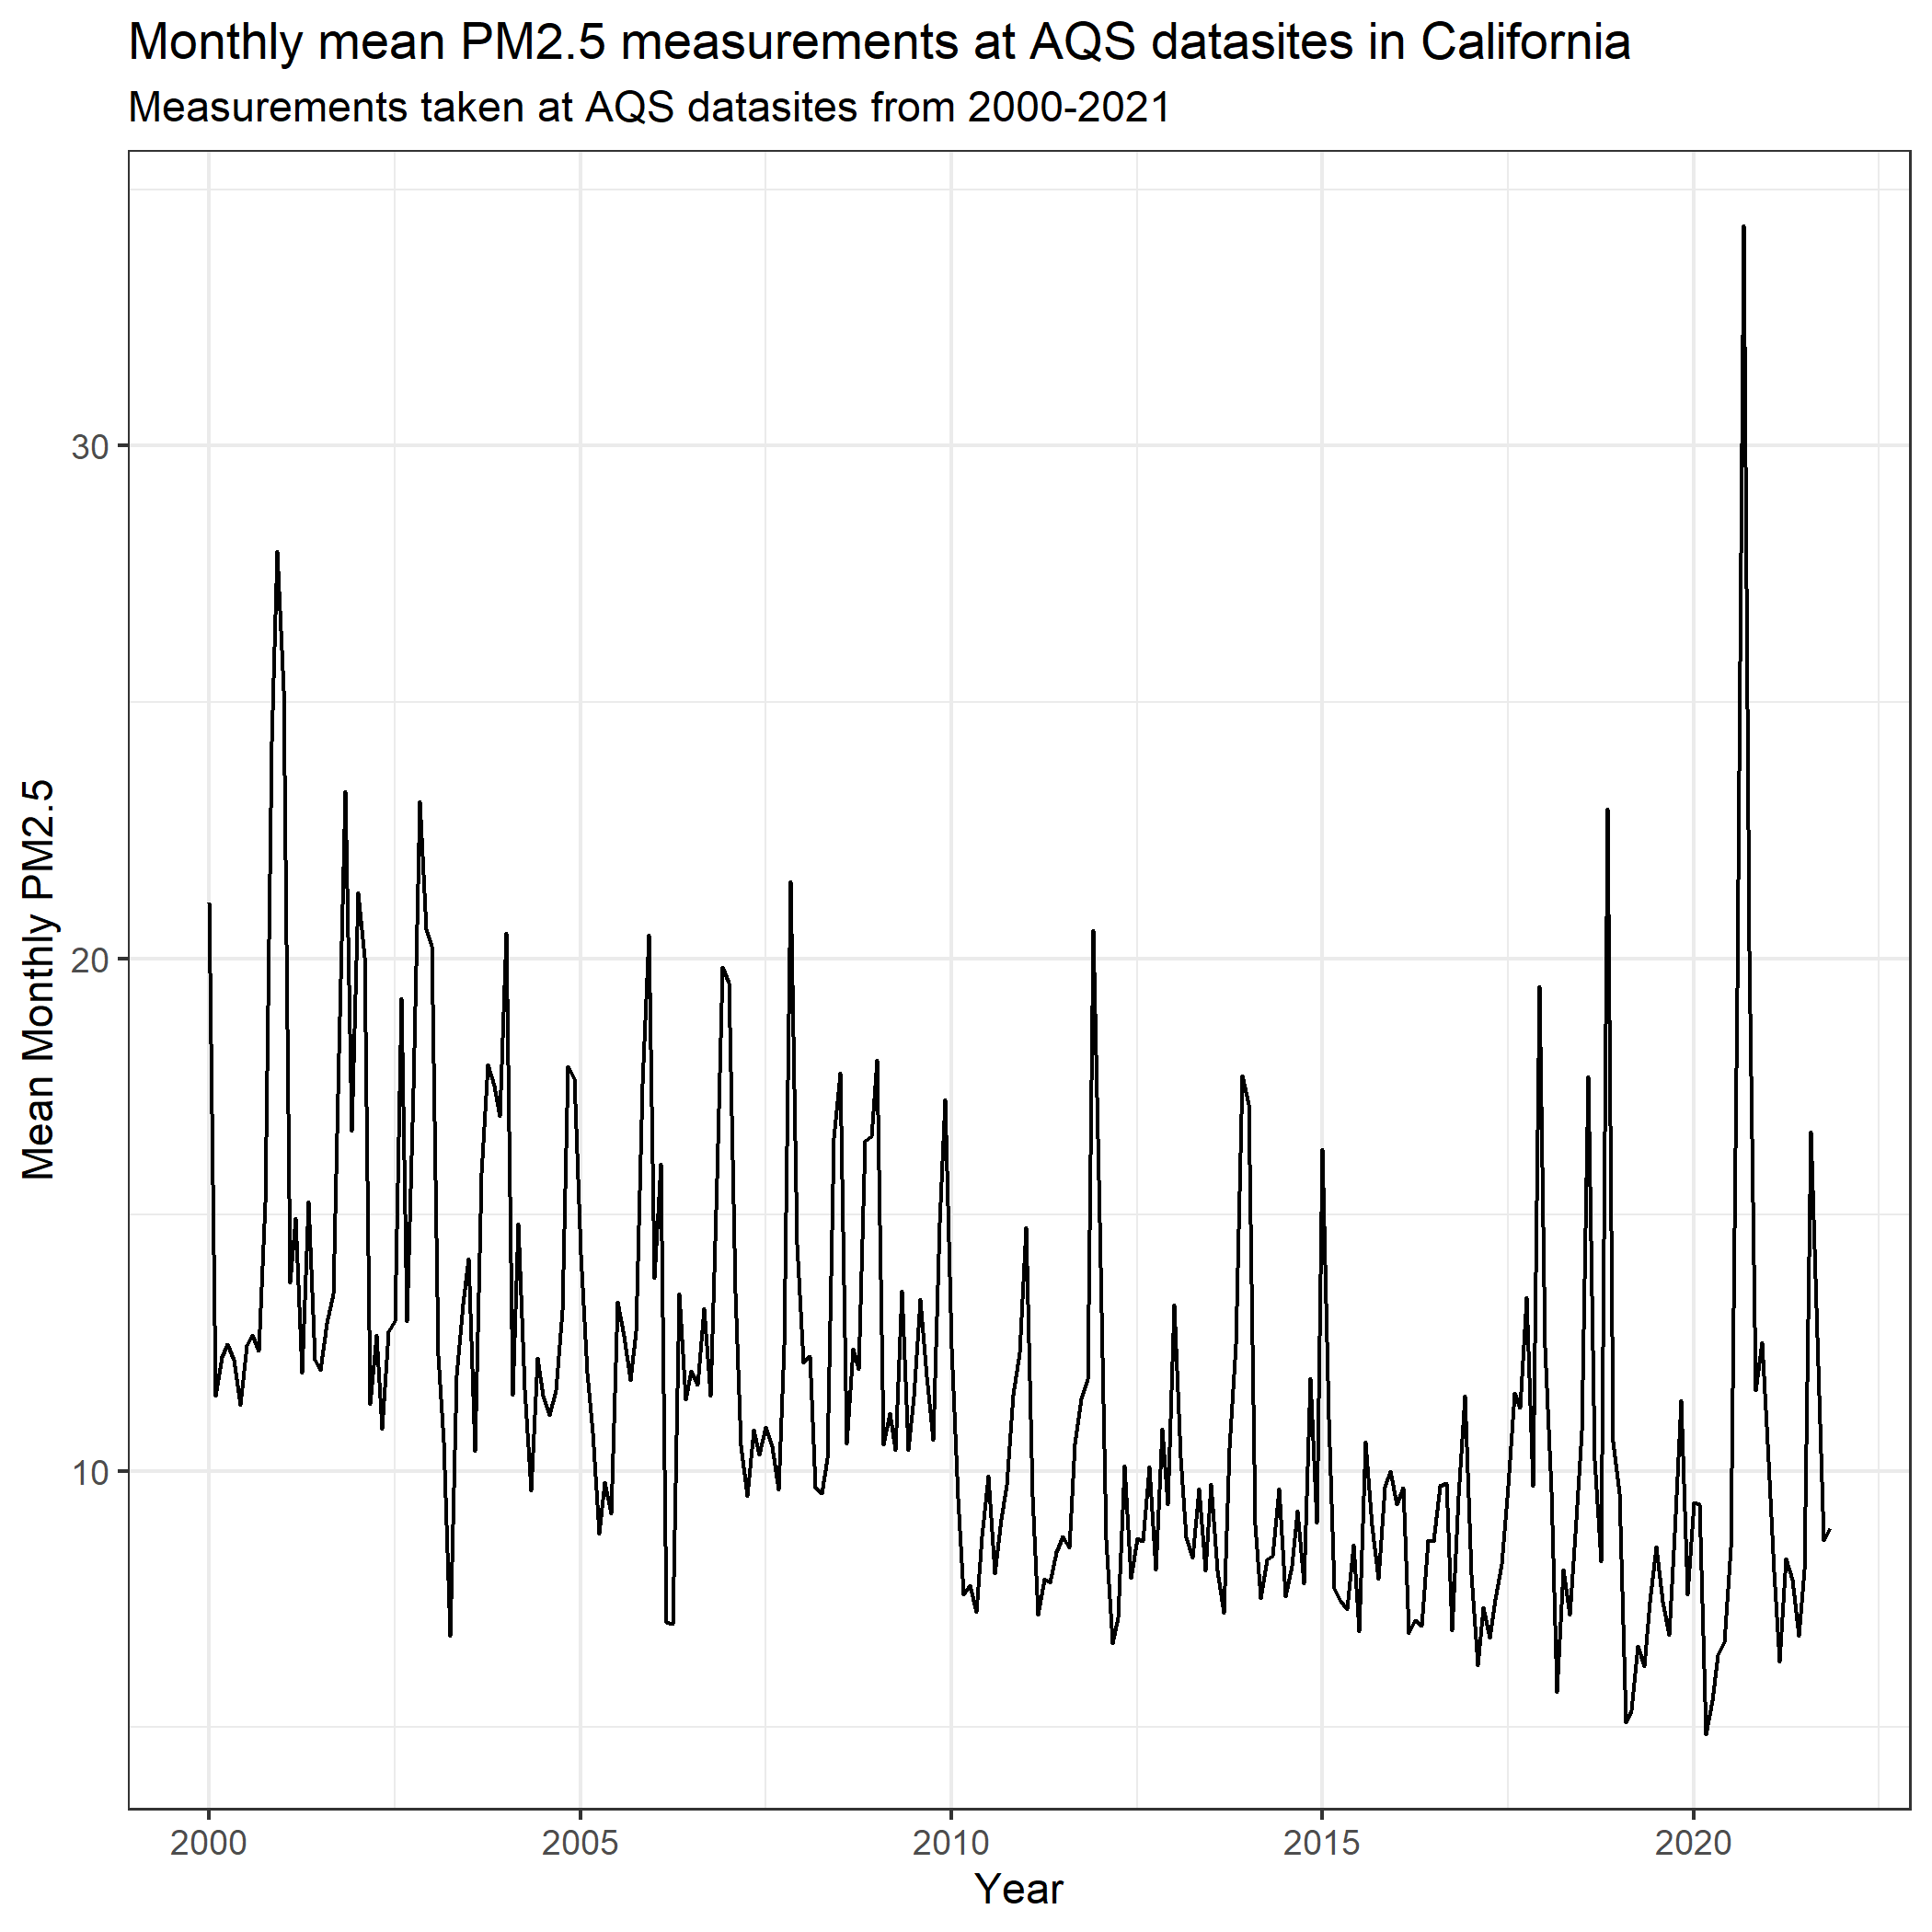 Monthly mean PM2.5 measurements at AQS datasites in California
Measurements taken at AQS datasites from 2000-2021
Mean Monthly PM2.5
30
20
10
2000 2005 2010 2015 2020
Year